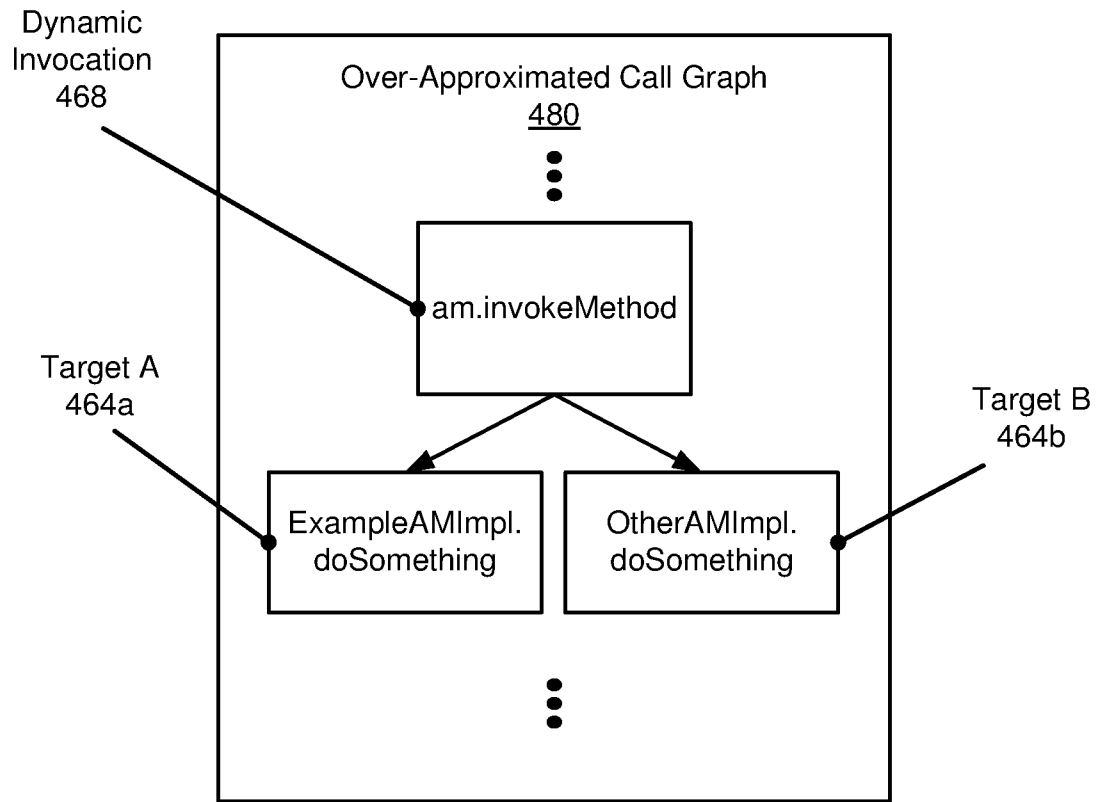 Dynamic
Invocation
468
Over-Approximated Call Graph
480
am.invokeMethod
Target A
464a
Target B
464b
ExampleAMImpl.
doSomething
OtherAMImpl.
doSomething